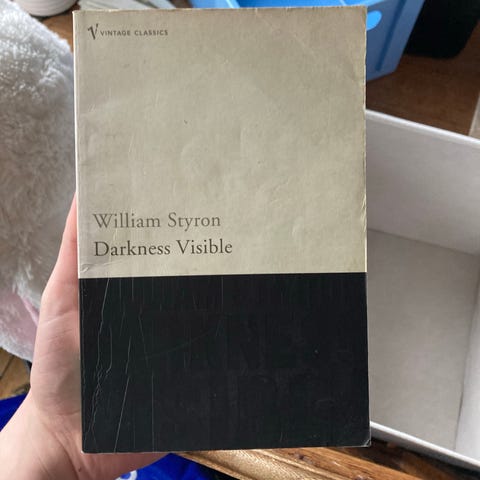 VINTAGE CLASSICS
William Styron
Darkness Visible